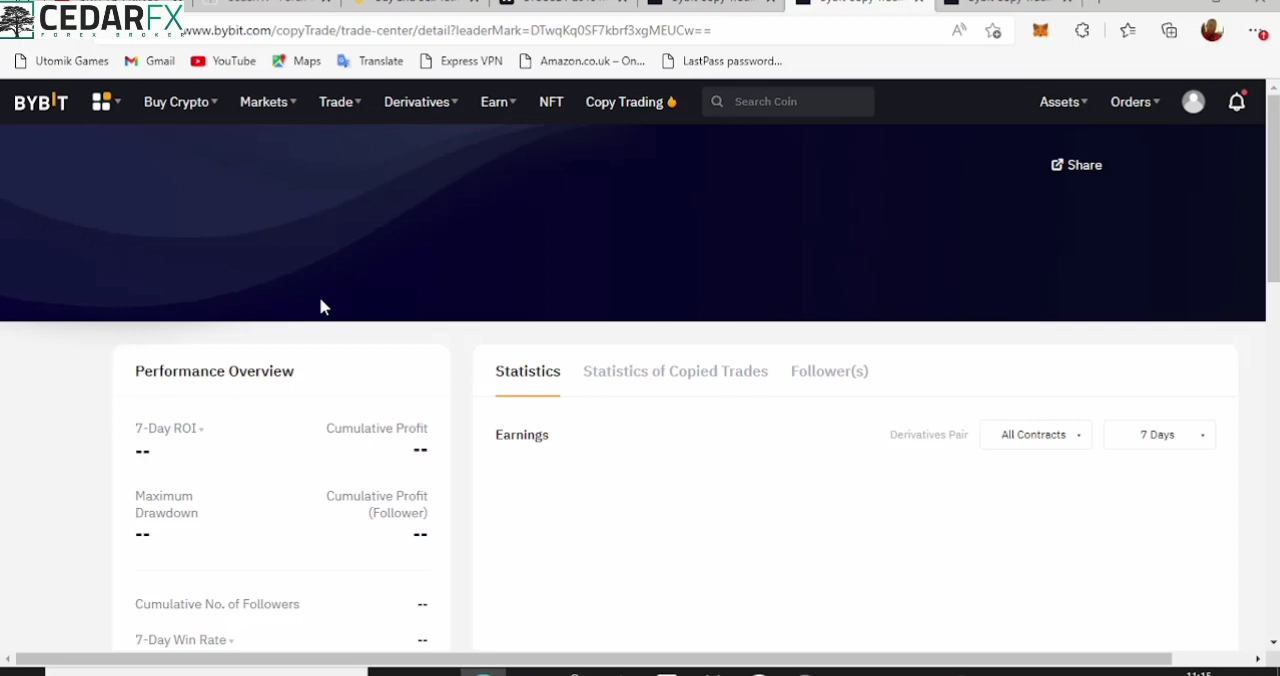 CEDARFX
FOREX BROKER
www.bybit.com/copyTrade/trade-center/detail?leaderMark=DTwqKq0SF7kbrf3xgMEUCw==
Utomik Games
Gmail
YouTube
Maps
Translate
Express VPN
Amazon.co.uk – On...
LastPass password...
BYBIT
Buy Crypto
Markets
Trade
Derivatives
Earn
NFT
Copy Trading
Search Coin
Assets
Orders
Share
Performance Overview
Statistics
Statistics of Copied Trades
Follower(s)
7-Day ROI
Cumulative Profit
--
--
Earnings
Derivatives Pair
All Contracts
7 Days
Maximum
Drawdown
Cumulative Profit
(Follower)
--
--
Cumulative No. of Followers
--
7-Day Win Rate
--